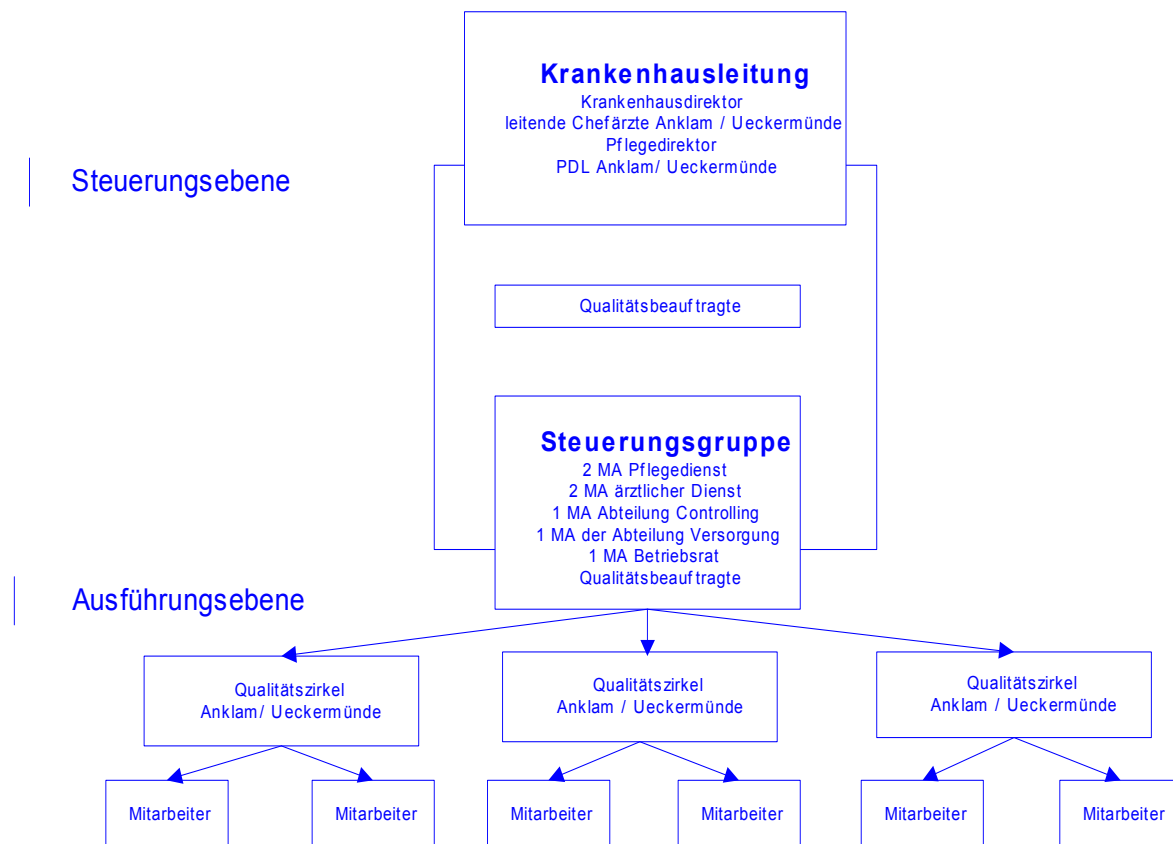 Krankenhausleitung
Krankenhausdirektor
leitende Chefärzte Anklam / Ueckermünde
Pflegedirektor
PDL Anklam/ Ueckermünde
Steuerungsebene
Qualitätsbeauftragte
Steuerungsgruppe
2 MA Pflegedienst
2 MA ärztlicher Dienst
1 MA Abteilung Controlling
1 MA der Abteilung Versorgung
1 MA Betriebsrat
Qualitätsbeauftragte
Ausführungsebene
Qualitätszirkel
Anklam/ Ueckermünde
Qualitätszirkel
Anklam / Ueckermünde
Qualitätszirkel
Anklam / Ueckermünde
Mitarbeiter
Mitarbeiter
Mitarbeiter
Mitarbeiter
Mitarbeiter
Mitarbeiter